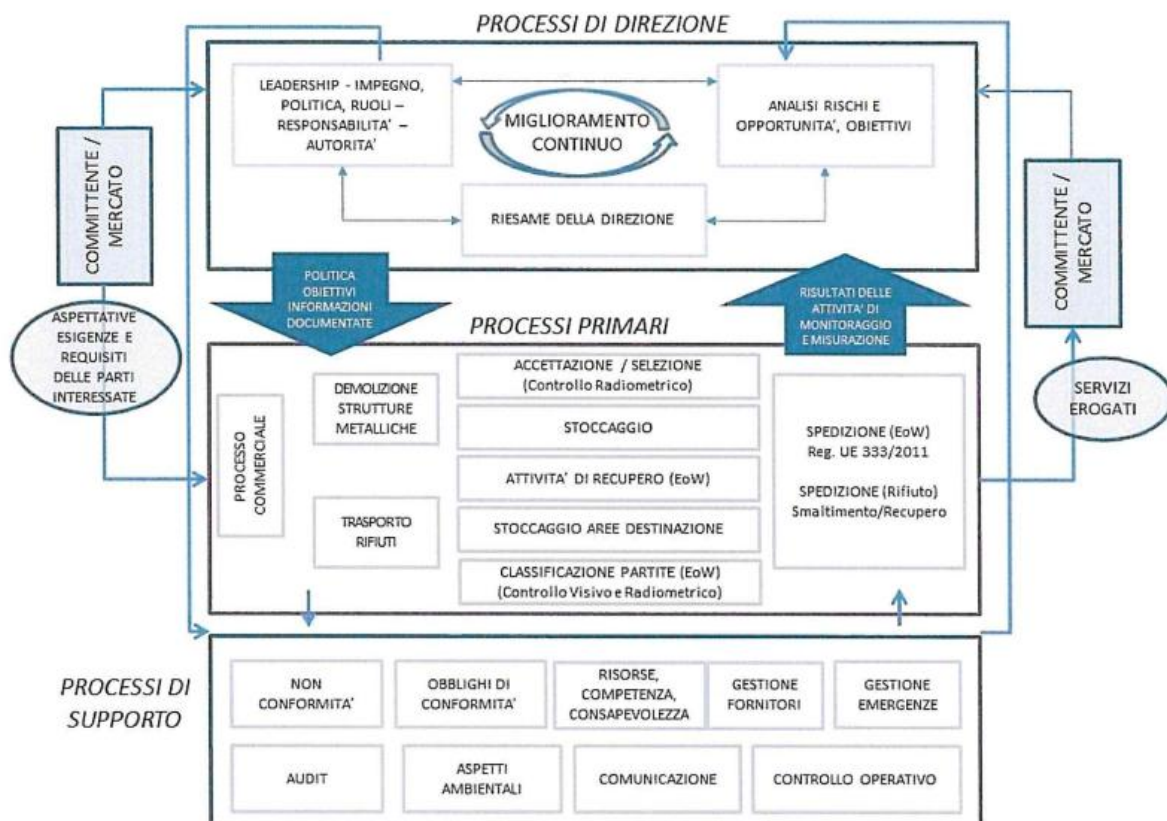 PROCESSI DI DIREZIONE
LEADERSHIP - IMPEGNO,
POLITICA, RUOLI –
RESPONSABILITA' –
AUTORITA'
MIGLIORAMENTO
CONTINUO
ANALISI RISCHI E
OPPORTUNITA', OBIETTIVI
RIESAME DELLA DIREZIONE
COMMITTENTE /
MERCATO
ASPETTATIVE
ESIGENZE E
REQUISITI
DELLE PARTI
INTERESSATE
COMMITTENTE /
MERCATO
SERVIZI
EROGATI
POLITICA
OBIETTIVI
INFORMAZIONI
DOCUMENTATE
RISULTATI DELLE
ATTIVITA' DI
MONITORAGGIO
E MISURAZIONE
PROCESSI PRIMARI
PROCESSO
COMMERCIALE
DEMOLIZIONE
STRUTTURE
METALLICHE
TRASPORTO
RIFIUTI
ACCETTAZIONE / SELEZIONE
(Controllo Radiometrico)
STOCCAGGIO
ATTIVITA' DI RECUPERO (EoW)
STOCCAGGIO AREE DESTINAZIONE
CLASSIFICAZIONE PARTITE (EoW)
(Controllo Visivo e Radiometrico)
SPEDIZIONE (EoW)
Reg. UE 333/2011
SPEDIZIONE (Rifiuto)
Smaltimento/Recupero
PROCESSI DI
SUPPORTO
NON
CONFORMITA'
OBBLIGHI DI
CONFORMITA'
RISORSE,
COMPETENZA,
CONSAPEVOLEZZA
GESTIONE
FORNITORI
GESTIONE
EMERGENZE
AUDIT
ASPETTI
AMBIENTALI
COMUNICAZIONE
CONTROLLO OPERATIVO